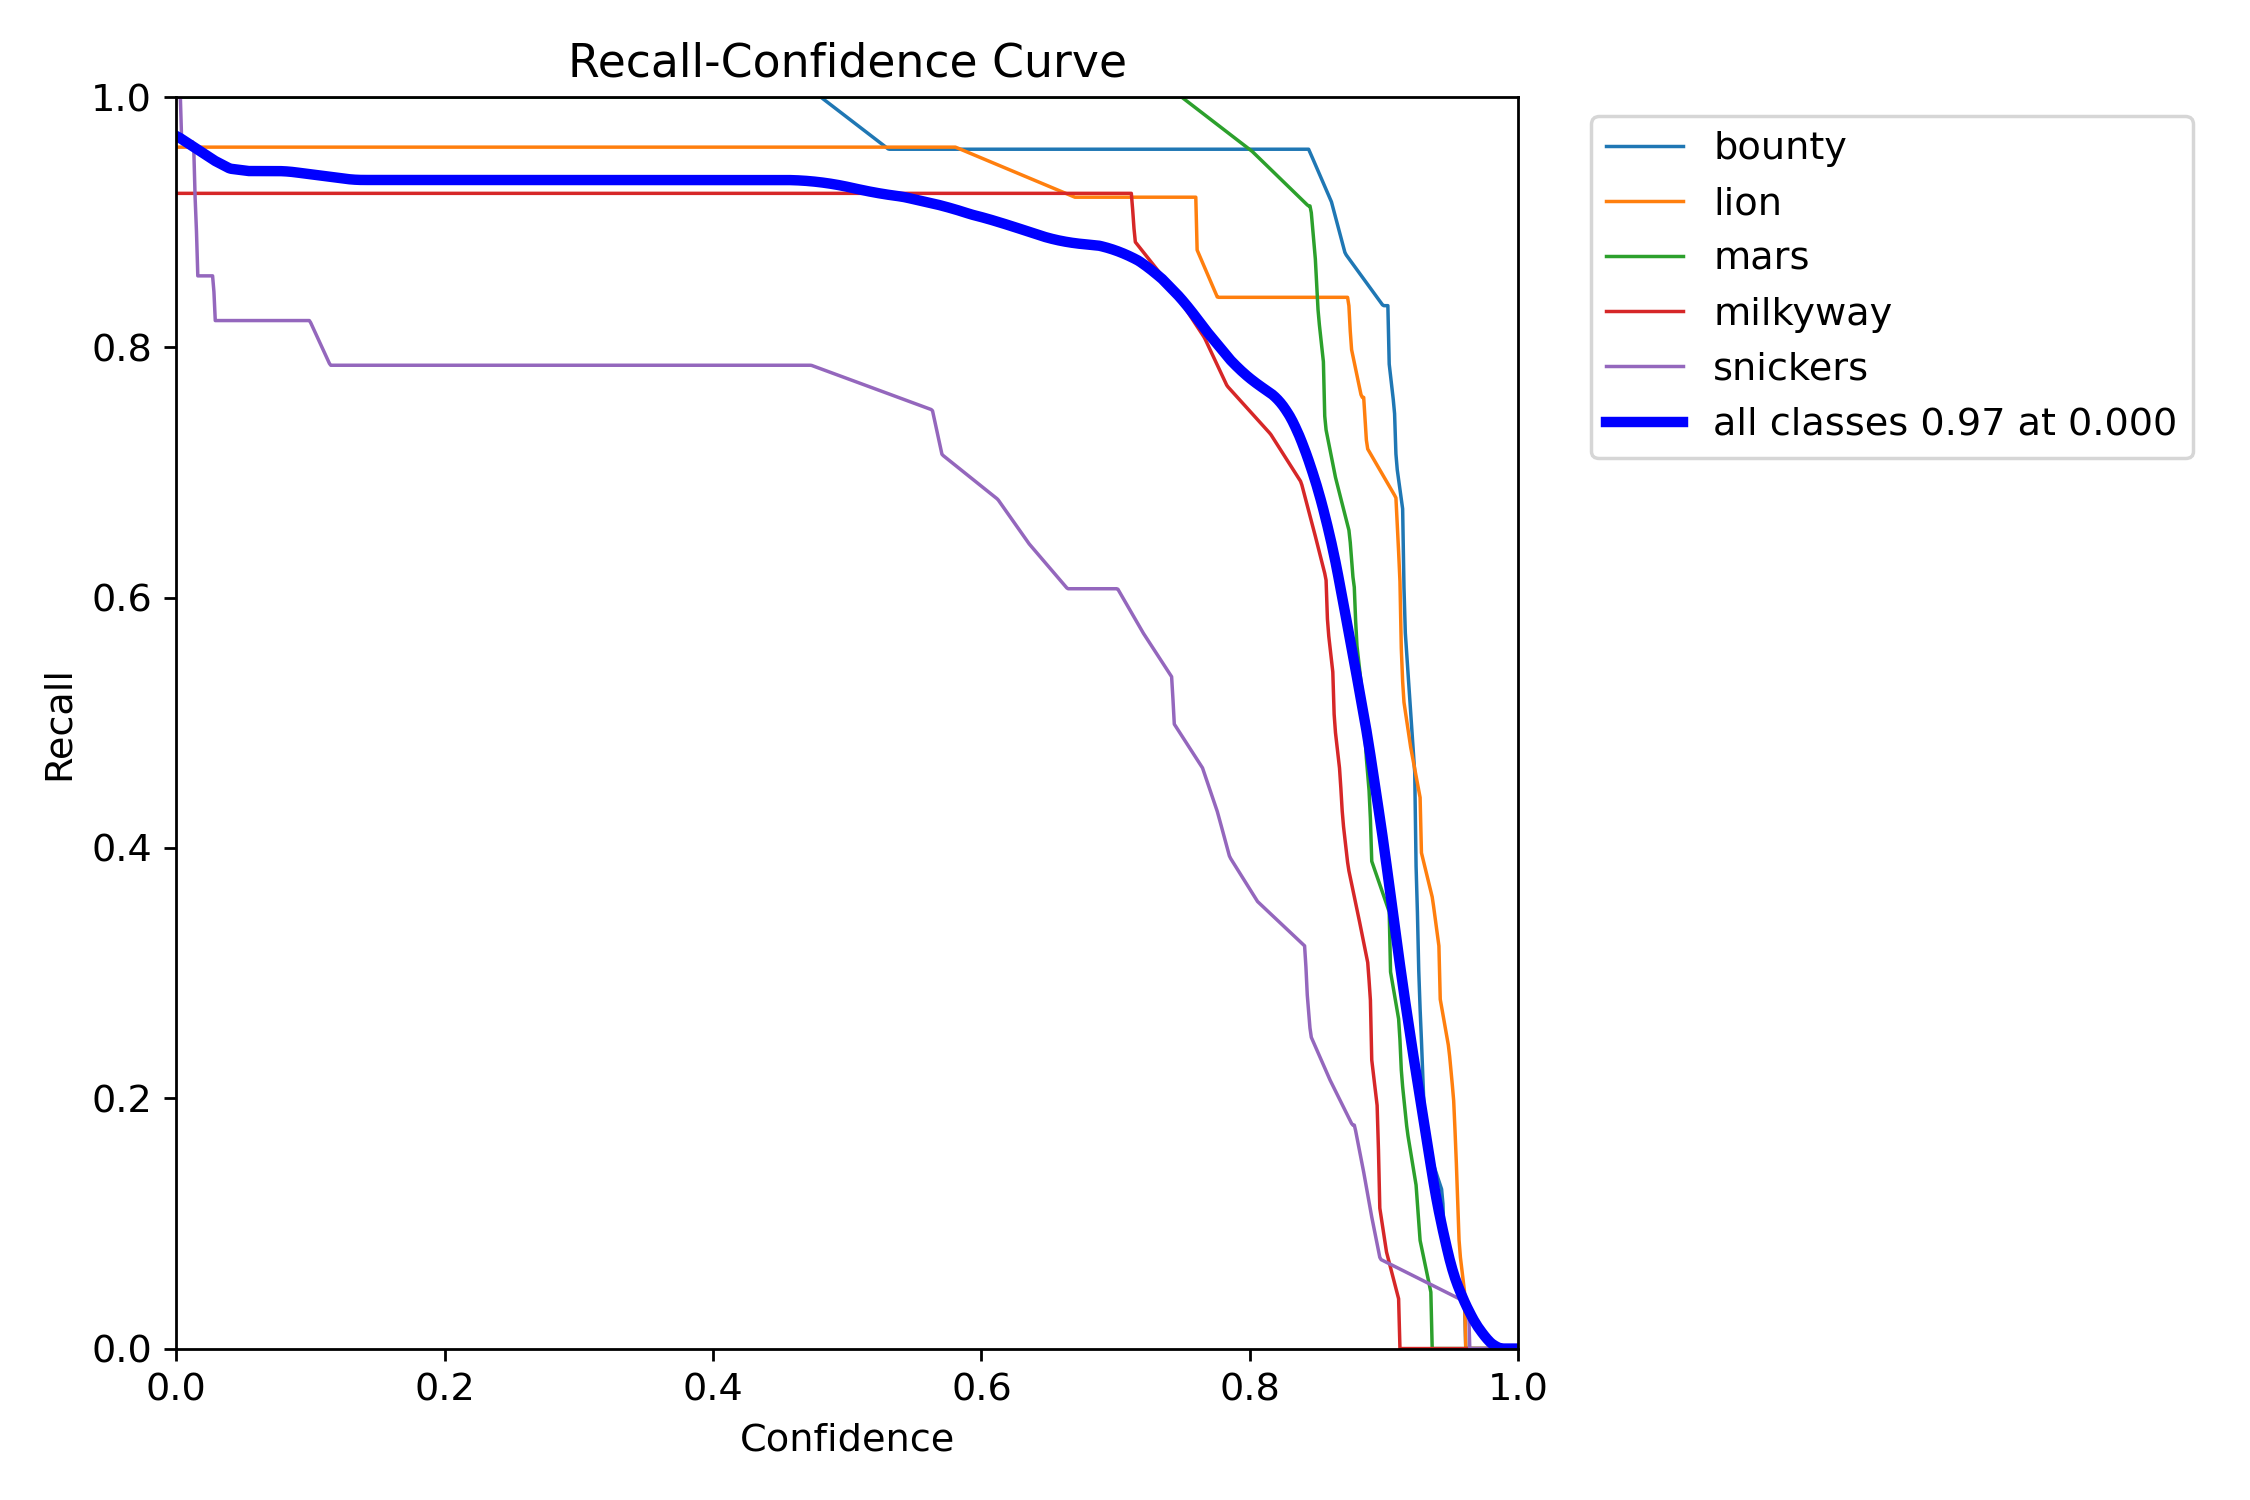 Recall-Confidence Curve
1.0
0.8
0.6
0.4
0.2
0.0
Recall
0.0 0.2 0.4 0.6 0.8 1.0
Confidence
bounty
lion
mars
milkyway
snickers
all classes 0.97 at 0.000